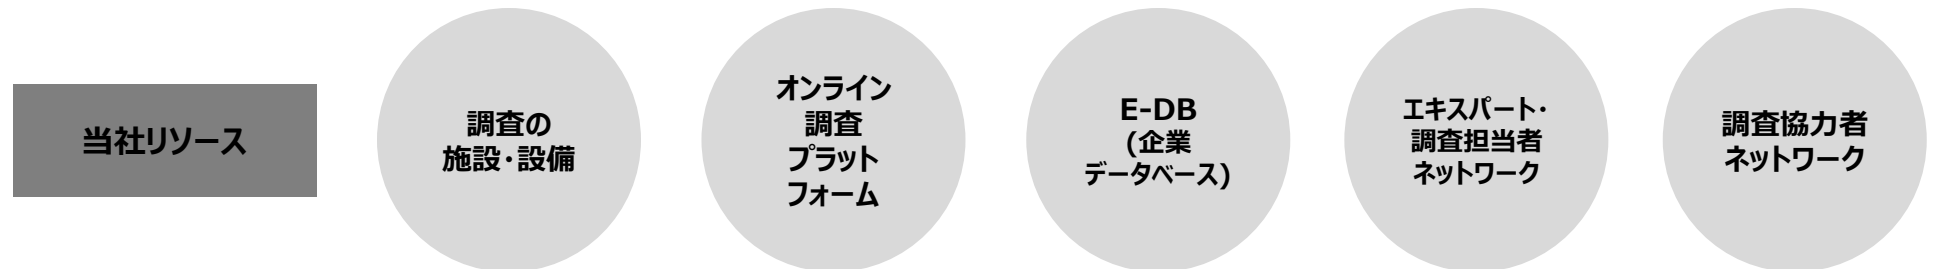 当社リソース
調査の
施設・設備
オンライン
調査
プラット
フォーム
E-DB
(企業
データベース)
エキスパート・
調査担当者
ネットワーク
調査協力者
ネットワーク